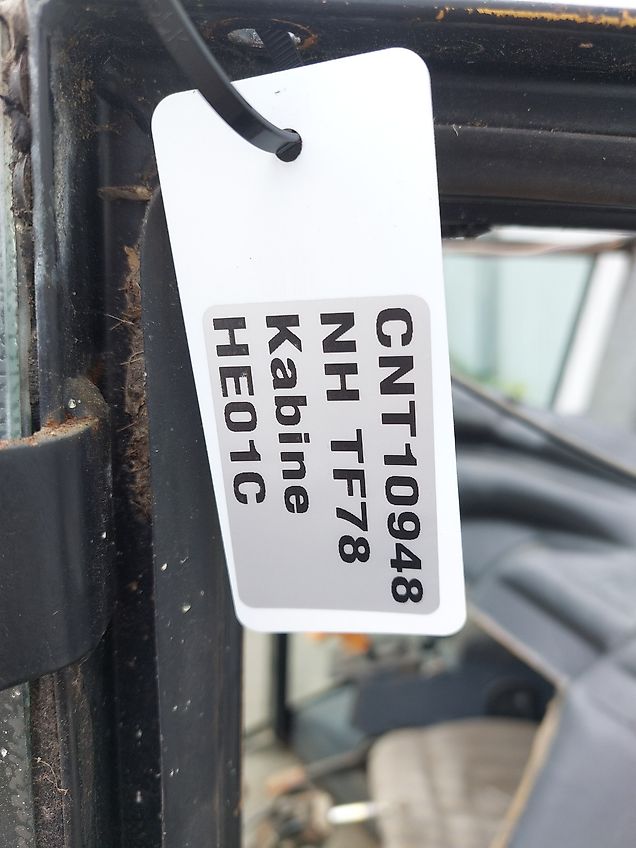 CNT10948
NH TF78
Kabine
HE01C